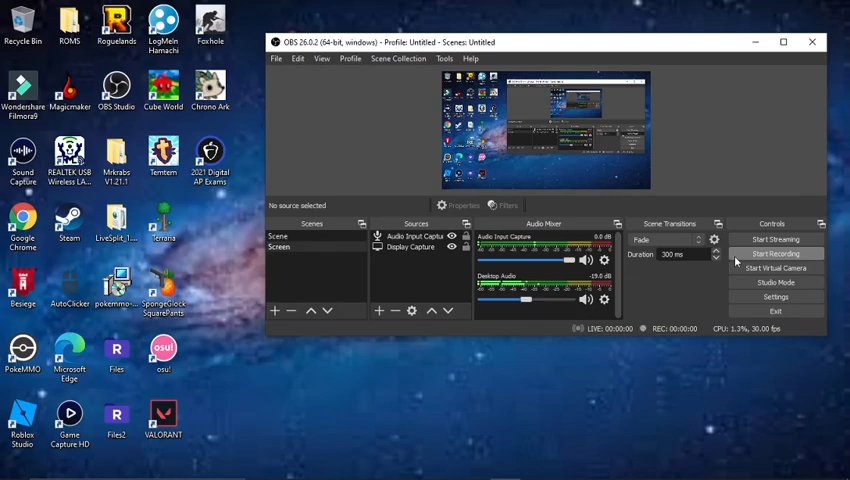 Recycle Bin
ROMS
Roguelands
LogMeIn
Hamachi
Foxhole
Wondershare
Filmora9
Magicmaker
OBS Studio
Cube World
Chrono Ark
Sound
Capture
REALTEK USB
Wireless LA...
Mrkrabs
V1.21.1
Temtem
2021 Digital
AP Exams
Google
Chrome
Steam
LiveSplit_1....
Terraria
Besiege
AutoClicker
pokemmo-...
SpongeGlock
SquarePants
PokeMMO
Microsoft
Edge
Files
osu!
Roblox
Studio
Game
Capture HD
Files2
VALORANT
OBS 26.0.2 (64-bit, windows) - Profile: Untitled - Scenes: Untitled
File Edit View Profile Scene Collection Tools Help
No source selected
Properties
Filters
Scenes
Scene
Screen
Sources
Audio Input Captu
Display Capture
Audio Mixer
Audio Input Capture
0.0 dB
Desktop Audio
-19.0 dB
Scene Transitions
Fade
Duration 300 ms
Controls
Start Streaming
Start Recording
Start Virtual Camera
Studio Mode
Settings
Exit
LIVE: 00:00:00
REC: 00:00:00
CPU: 1.3%, 30.00 fps